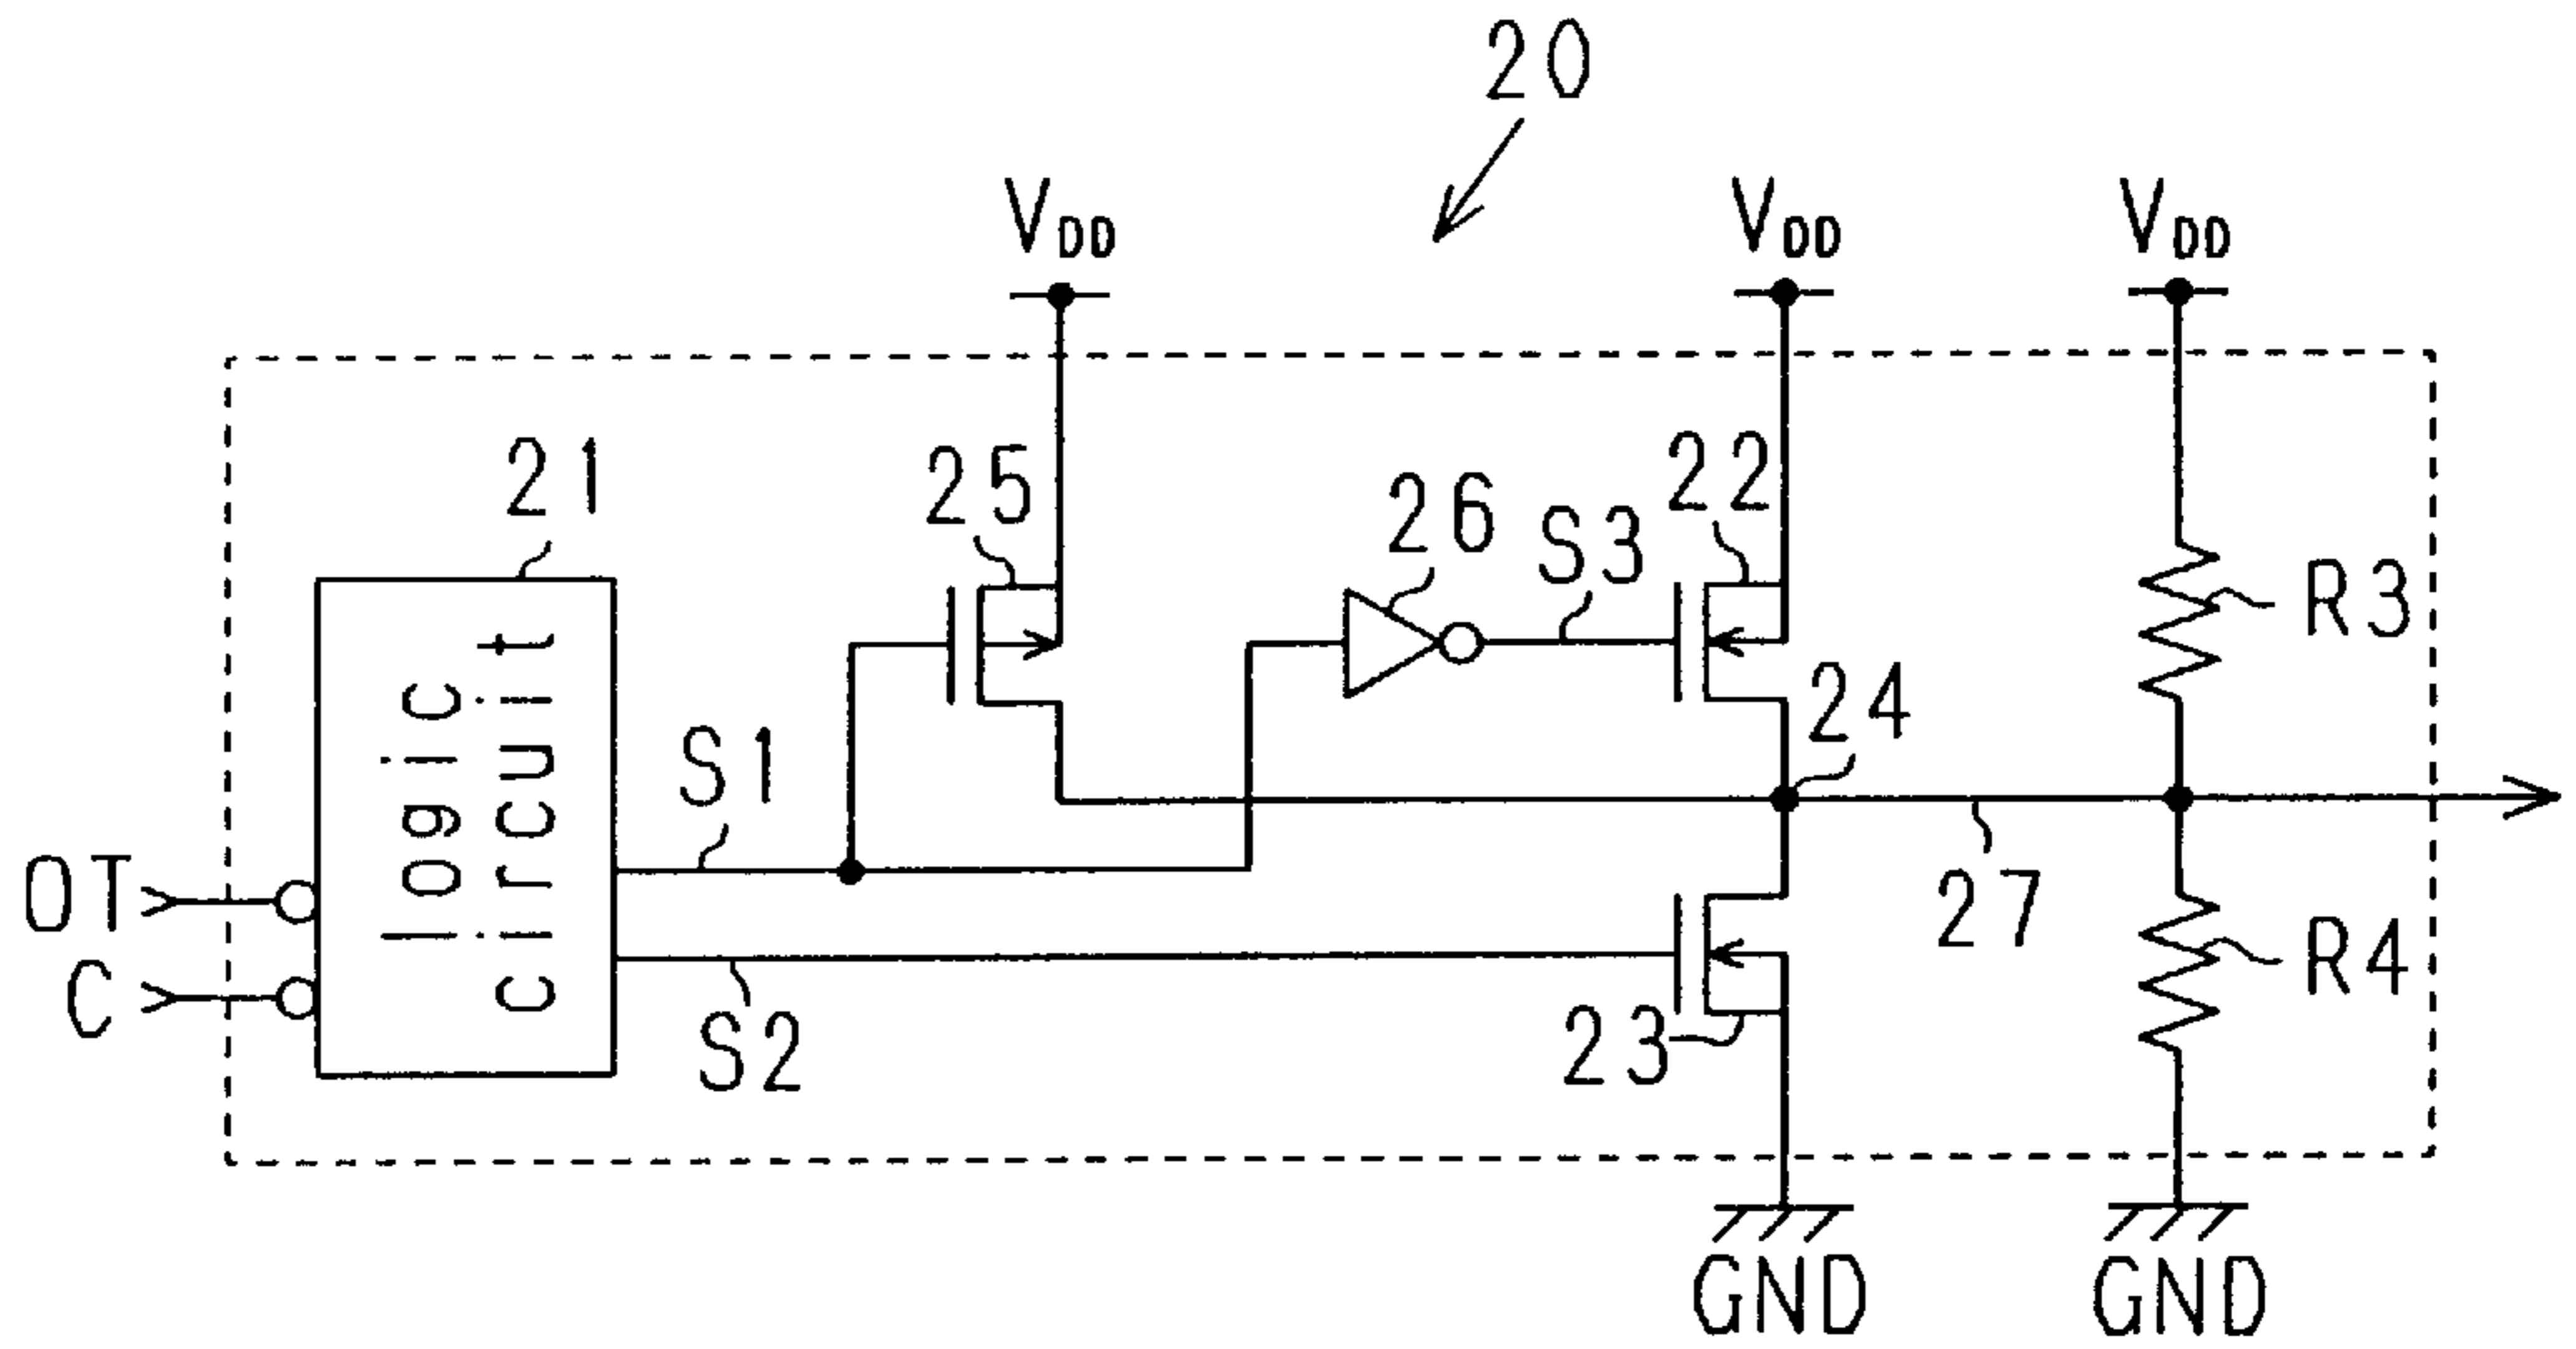 20
VDD
VDD
VDD
21
25
26
S3
22
R3
24
logic
circuit
S1
OT
C
27
S2
23
R4
GND
GND